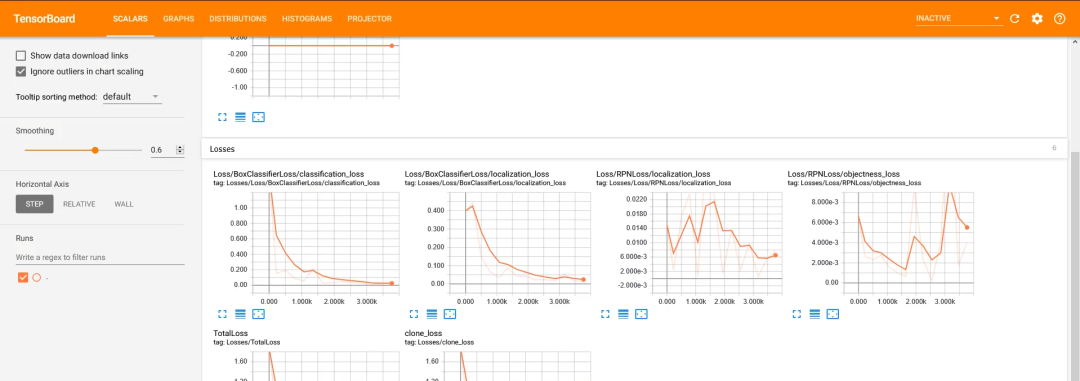 TensorBoard SCALARS GRAPHS DISTRIBUTIONS HISTOGRAMS PROJECTOR INACTIVE
Show data download links
Ignore outliers in chart scaling
Tooltip sorting method: default
Smoothing
0.6
Horizontal Axis
STEP RELATIVE WALL
Runs
Write a regex to filter runs
.
-0.200
-0.600
-1.00
Losses 6
Loss/BoxClassifierLoss/classification_loss
tag: Losses/Loss/BoxClassifierLoss/classification_loss
1.00
0.800
0.600
0.400
0.200
0.00
0.000 1.000k 2.000k 3.000k
Loss/BoxClassifierLoss/localization_loss
tag: Losses/Loss/BoxClassifierLoss/localization_loss
0.400
0.300
0.200
0.100
0.00
0.000 1.000k 2.000k 3.000k
Loss/RPNLoss/localization_loss
tag: Losses/Loss/RPNLoss/localization_loss
0.0220
0.0180
0.0140
0.0100
6.000e-3
2.000e-3
-2.000e-3
0.000 1.000k 2.000k 3.000k
Loss/RPNLoss/objectness_loss
tag: Losses/Loss/RPNLoss/objectness_loss
8.000e-3
6.000e-3
4.000e-3
2.000e-3
0.00
0.000 1.000k 2.000k 3.000k
TotalLoss
tag: Losses/TotalLoss
1.60
1.20
clone_loss
tag: Losses/clone_loss
1.60
1.20